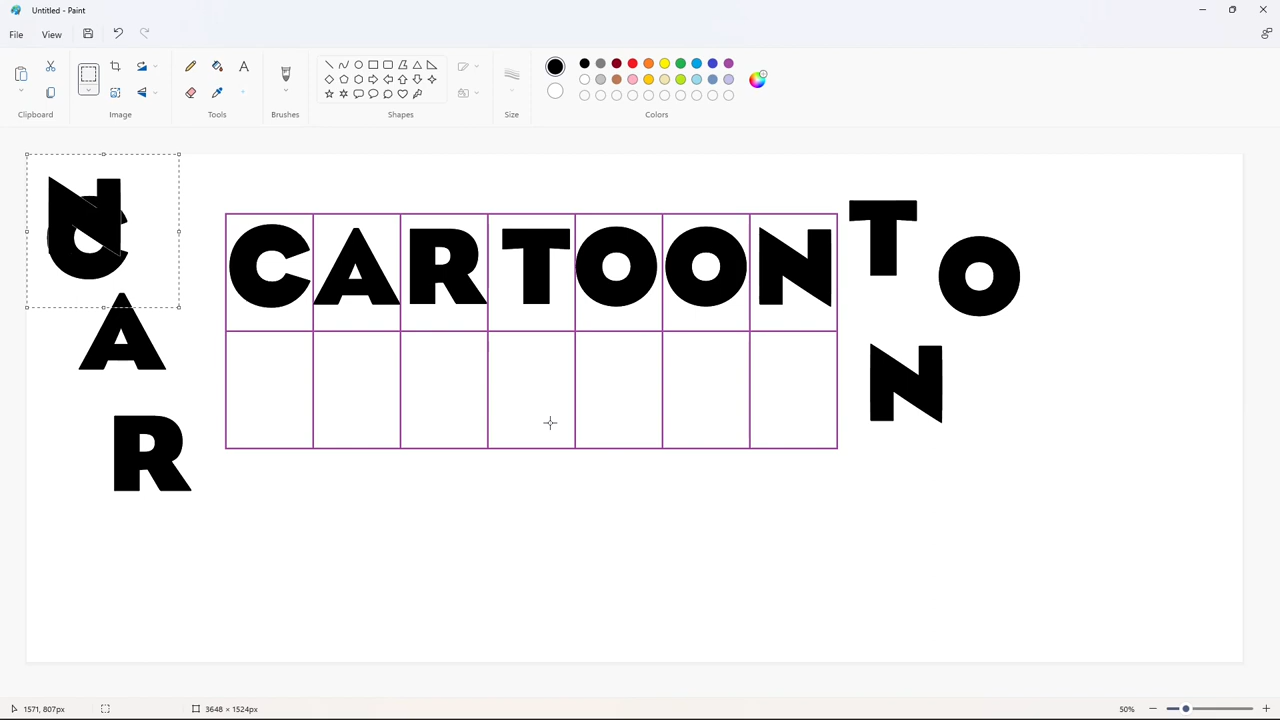 Untitled - Paint
File View
Clipboard Image Tools Brushes Shapes Size Colors
N
C
A
R
CARTOON
T
O
N
1571, 807px 3648 × 1524px 50%